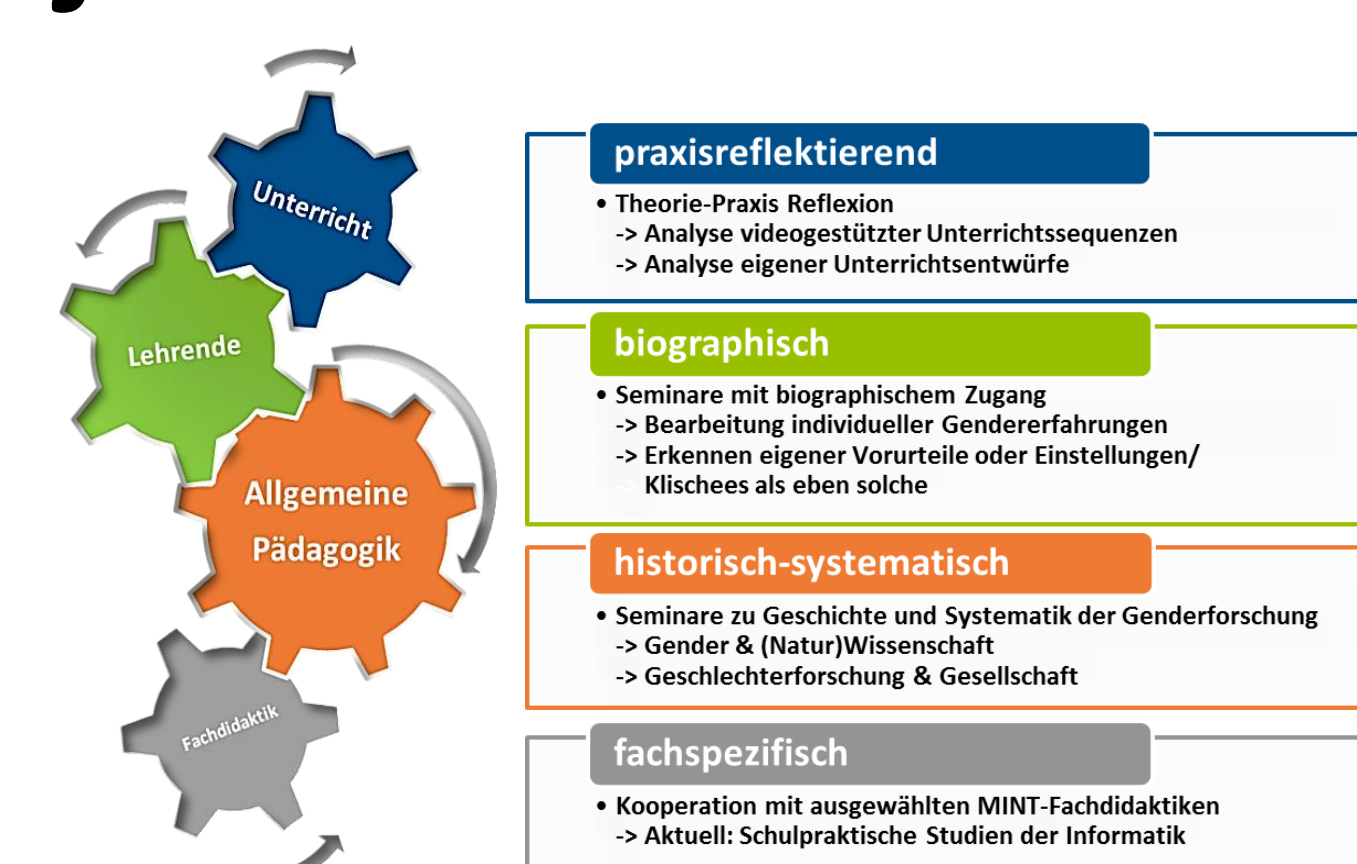 Unterricht
Lehrende
Allgemeine
Pädagogik
Fachdidaktik
praxisreflektierend
• Theorie-Praxis Reflexion
-> Analyse videogestützter Unterrichtssequenzen
-> Analyse eigener Unterrichtsentwürfe
biographisch
• Seminare mit biographischem Zugang
-> Bearbeitung individueller Gendererfahrungen
-> Erkennen eigener Vorurteile oder Einstellungen/
Klischees als eben solche
historisch-systematisch
• Seminare zu Geschichte und Systematik der Genderforschung
-> Gender & (Natur)Wissenschaft
-> Geschlechterforschung & Gesellschaft
fachspezifisch
• Kooperation mit ausgewählten MINT-Fachdidaktiken
-> Aktuell: Schulpraktische Studien der Informatik